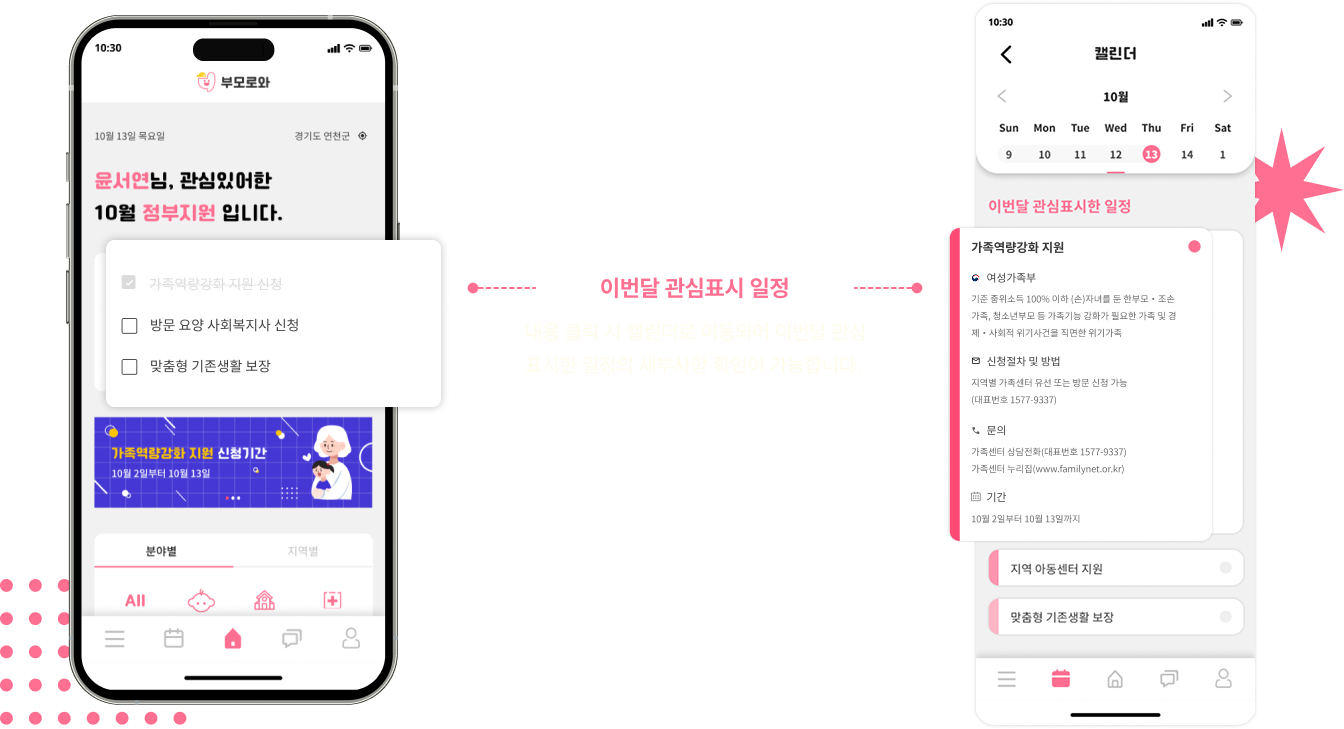 10:30
부모로와
10월 13일 목요일
경기도 연천군
윤서연님, 관심있어한
10월 정부지원 입니다.
가족역량강화 지원 신청
방문 요양 사회복지사 신청
맞춤형 기존생활 보장
가족역량강화 지원 신청기간
10월 2일부터 10월 13일
분야별
지역별
All
이번달 관심표시 일정
내용 클릭 시 캘린더로 이동되어 이번달 관심
표시한 일정의 세부사항 확인이 가능합니다.
10:30
캘린더
10월
Sun Mon Tue Wed Thu Fri Sat
9 10 11 12 13 14 1
이번달 관심표시한 일정
가족역량강화 지원
여성가족부
기준 중위소득 100% 이하 (손)자녀를 둔 한부모・조손
가족, 청소년부모 등 가족기능 강화가 필요한 가족 및 경
제・사회적 위기사건을 직면한 위기가족
신청절차 및 방법
지역별 가족센터 유선 또는 방문 신청 가능
(대표번호 1577-9337)
문의
가족센터 상담전화(대표번호 1577-9337)
가족센터 누리집(www.familynet.or.kr)
기간
10월 2일부터 10월 13일까지
지역 아동센터 지원
맞춤형 기존생활 보장